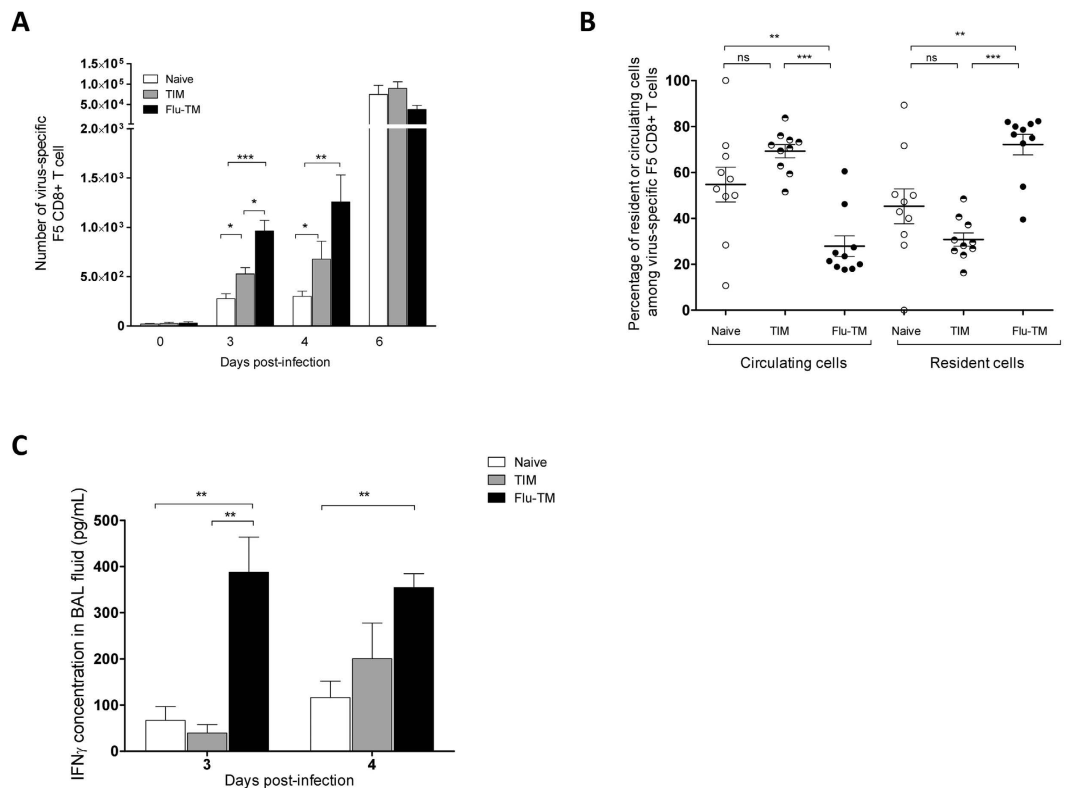 A
Number of virus-specific
F5 CD8+ T cell
1.5×10⁵
1.0×10⁵
5.0×10⁴
2.0×10³
1.5×10³
1.0×10³
5.0×10²
0
Naive
TIM
Flu-TM
***
*
*
**
*
0 3 4 6
Days post-infection
B
Percentage of resident or circulating cells
among virus-specific F5 CD8+ T cells
100
80
60
40
20
0
**
ns
***
**
ns
***
Naive TIM Flu-TM Naive TIM Flu-TM
Circulating cells Resident cells
C
Naive
TIM
Flu-TM
IFNγ concentration in BAL fluid (pg/mL)
500
400
300
200
100
0
**
**
**
3 4
Days post-infection